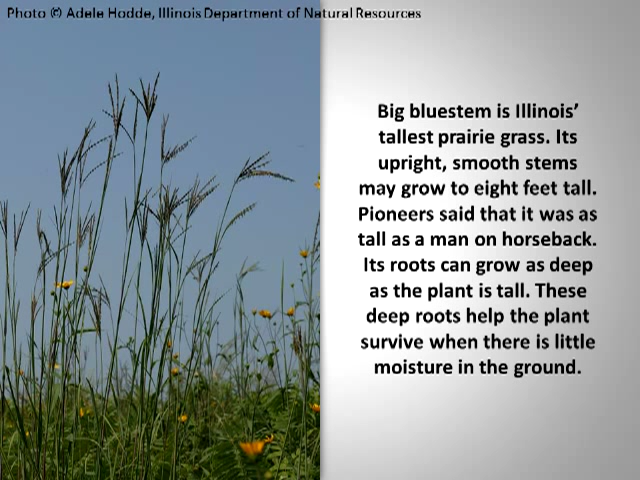 Photo © Adele Hodde, Illinois Department of Natural Resources
Big bluestem is Illinois’
tallest prairie grass. Its
upright, smooth stems
may grow to eight feet tall.
Pioneers said that it was as
tall as a man on horseback.
Its roots can grow as deep
as the plant is tall. These
deep roots help the plant
survive when there is little
moisture in the ground.